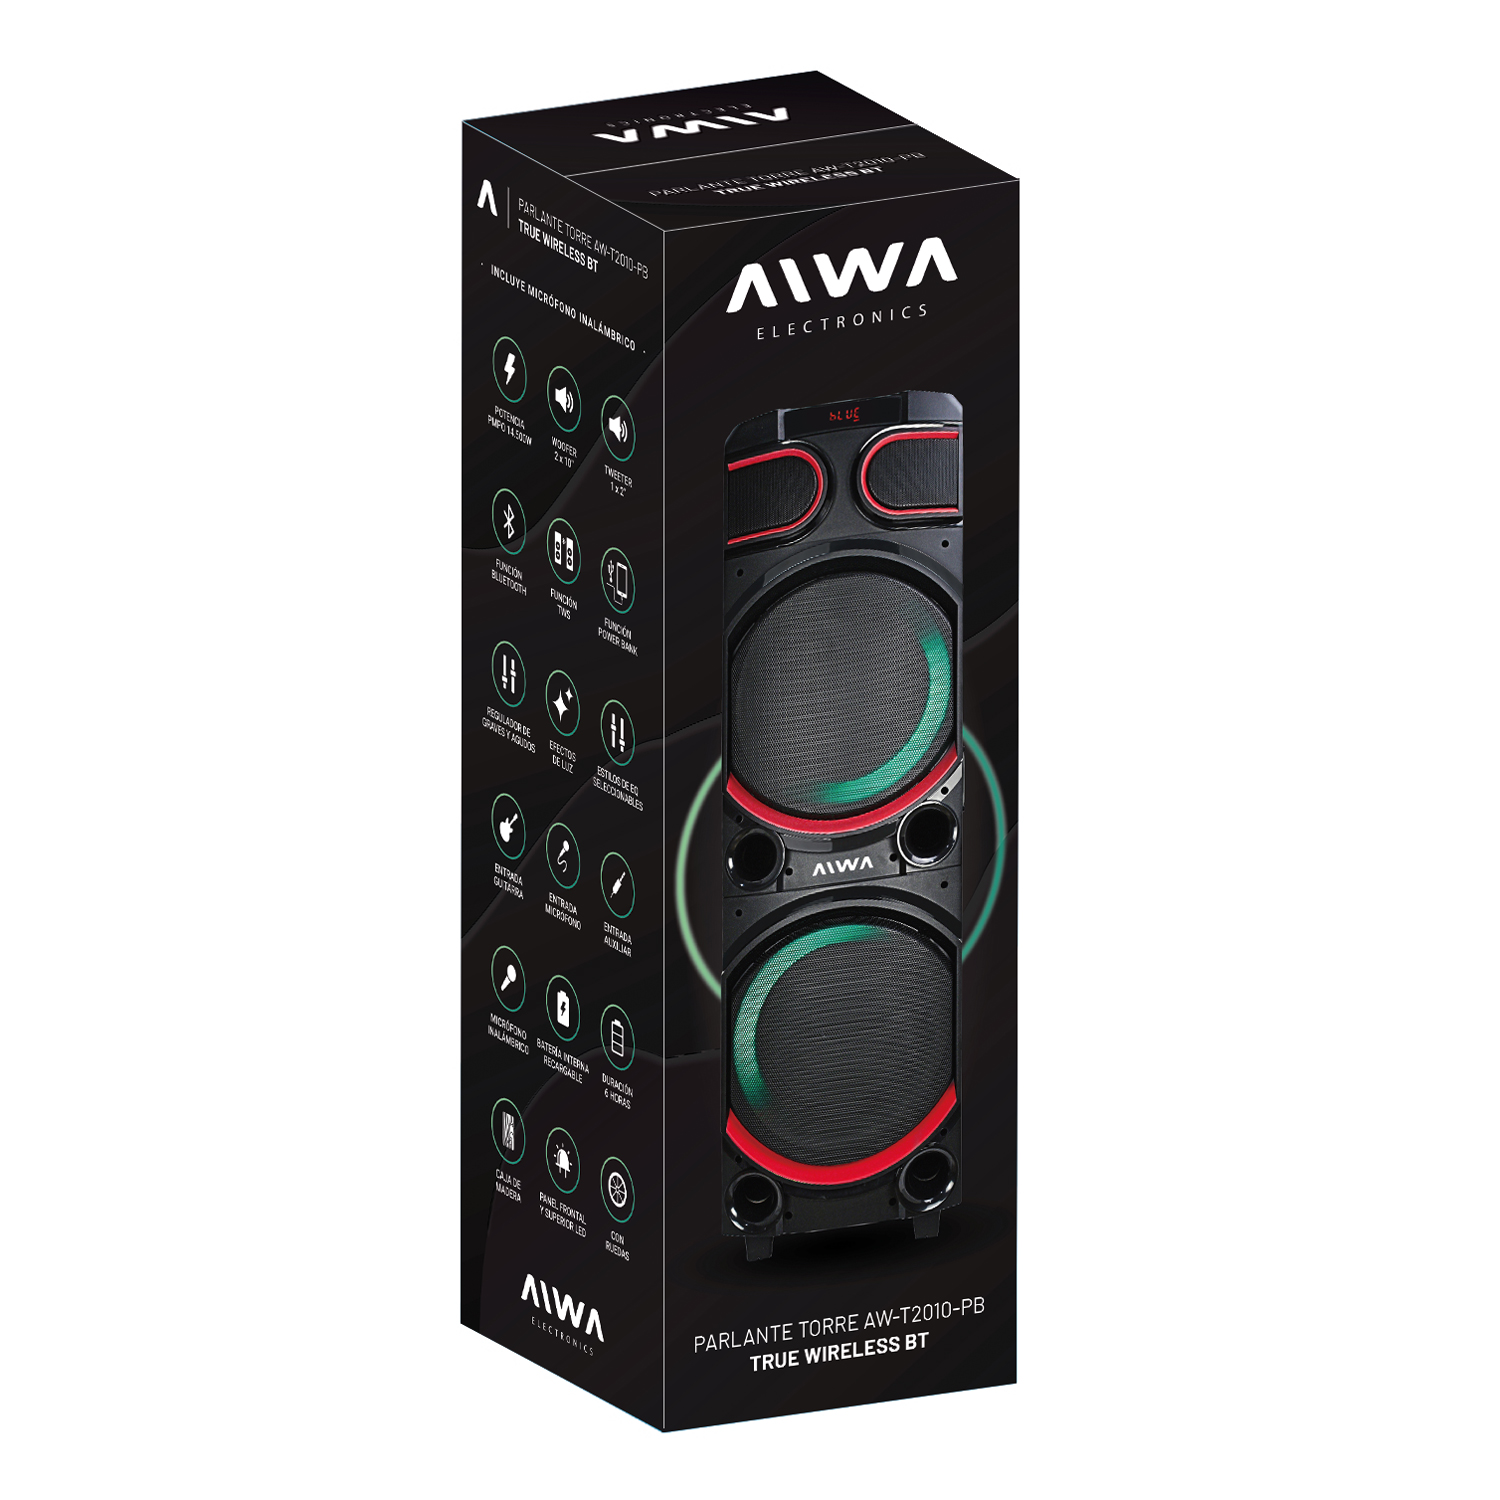 AIWA
ELECTRONICS
PARLANTE TORRE AW-T2010-PB
TRUE WIRELESS BT
PARLANTE TORRE AW-T2010-PB
TRUE WIRELESS BT
· INCLUYE MICRÓFONO INALÁMBRICO ·
POTENCIA
PMPO 14.500W
WOOFER
2 x 10"
TWEETER
1 x 2"
FUNCIÓN
BLUETOOTH
FUNCIÓN
TWS
FUNCIÓN
POWER BANK
REGULADOR DE
GRAVES Y AGUDOS
EFECTOS
DE LUZ
ESTILOS DE EQ
SELECCIONABLES
ENTRADA
GUITARRA
ENTRADA
MICRÓFONO
ENTRADA
AUXILIAR
MICRÓFONO
INALÁMBRICO
BATERÍA INTERNA
RECARGABLE
DURACIÓN
6 HORAS
CAJA DE
MADERA
PANEL FRONTAL
Y SUPERIOR LED
CON
RUEDAS
AIWA
ELECTRONICS
AIWA
ELECTRONICS
bLUE
AIWA
PARLANTE TORRE AW-T2010-PB
TRUE WIRELESS BT